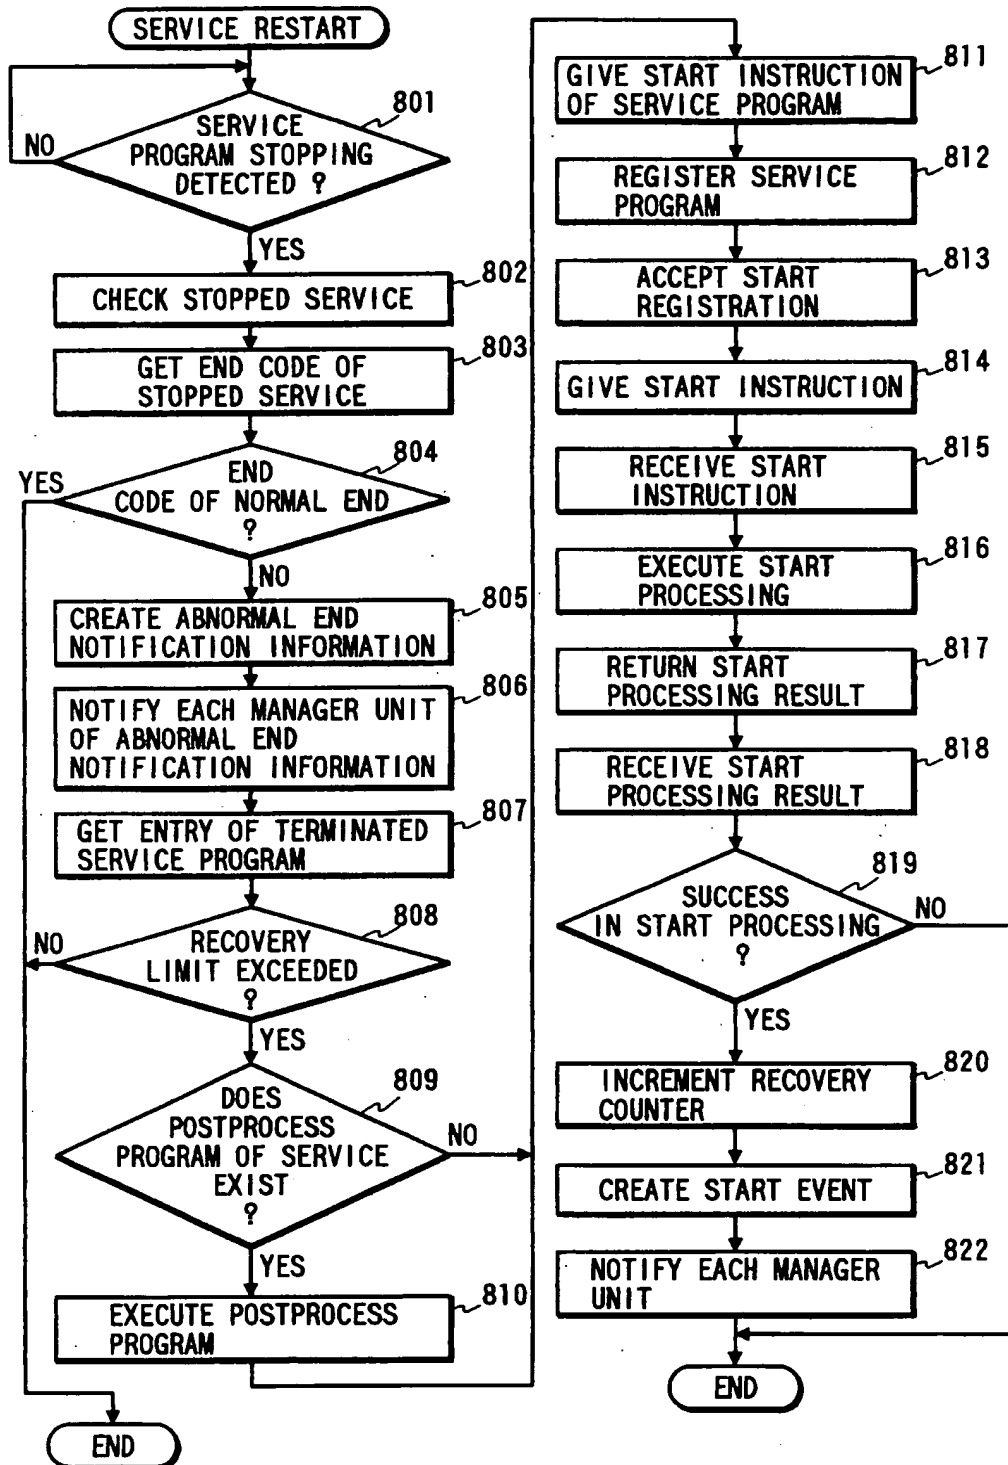 SERVICE RESTART
801
SERVICE
PROGRAM STOPPING
DETECTED ?
NO
YES
802
CHECK STOPPED SERVICE
803
GET END CODE OF
STOPPED SERVICE
804
END
CODE OF NORMAL END
?
YES
NO
805
CREATE ABNORMAL END
NOTIFICATION INFORMATION
806
NOTIFY EACH MANAGER UNIT
OF ABNORMAL END
NOTIFICATION INFORMATION
807
GET ENTRY OF TERMINATED
SERVICE PROGRAM
808
RECOVERY
LIMIT EXCEEDED
?
NO
YES
809
DOES
POSTPROCESS
PROGRAM OF SERVICE
EXIST
?
NO
YES
810
EXECUTE POSTPROCESS
PROGRAM
END
811
GIVE START INSTRUCTION
OF SERVICE PROGRAM
812
REGISTER SERVICE
PROGRAM
813
ACCEPT START
REGISTRATION
814
GIVE START INSTRUCTION
815
RECEIVE START
INSTRUCTION
816
EXECUTE START
PROCESSING
817
RETURN START
PROCESSING RESULT
818
RECEIVE START
PROCESSING RESULT
819
SUCCESS
IN START PROCESSING
?
NO
YES
820
INCREMENT RECOVERY
COUNTER
821
CREATE START EVENT
822
NOTIFY EACH MANAGER
UNIT
END